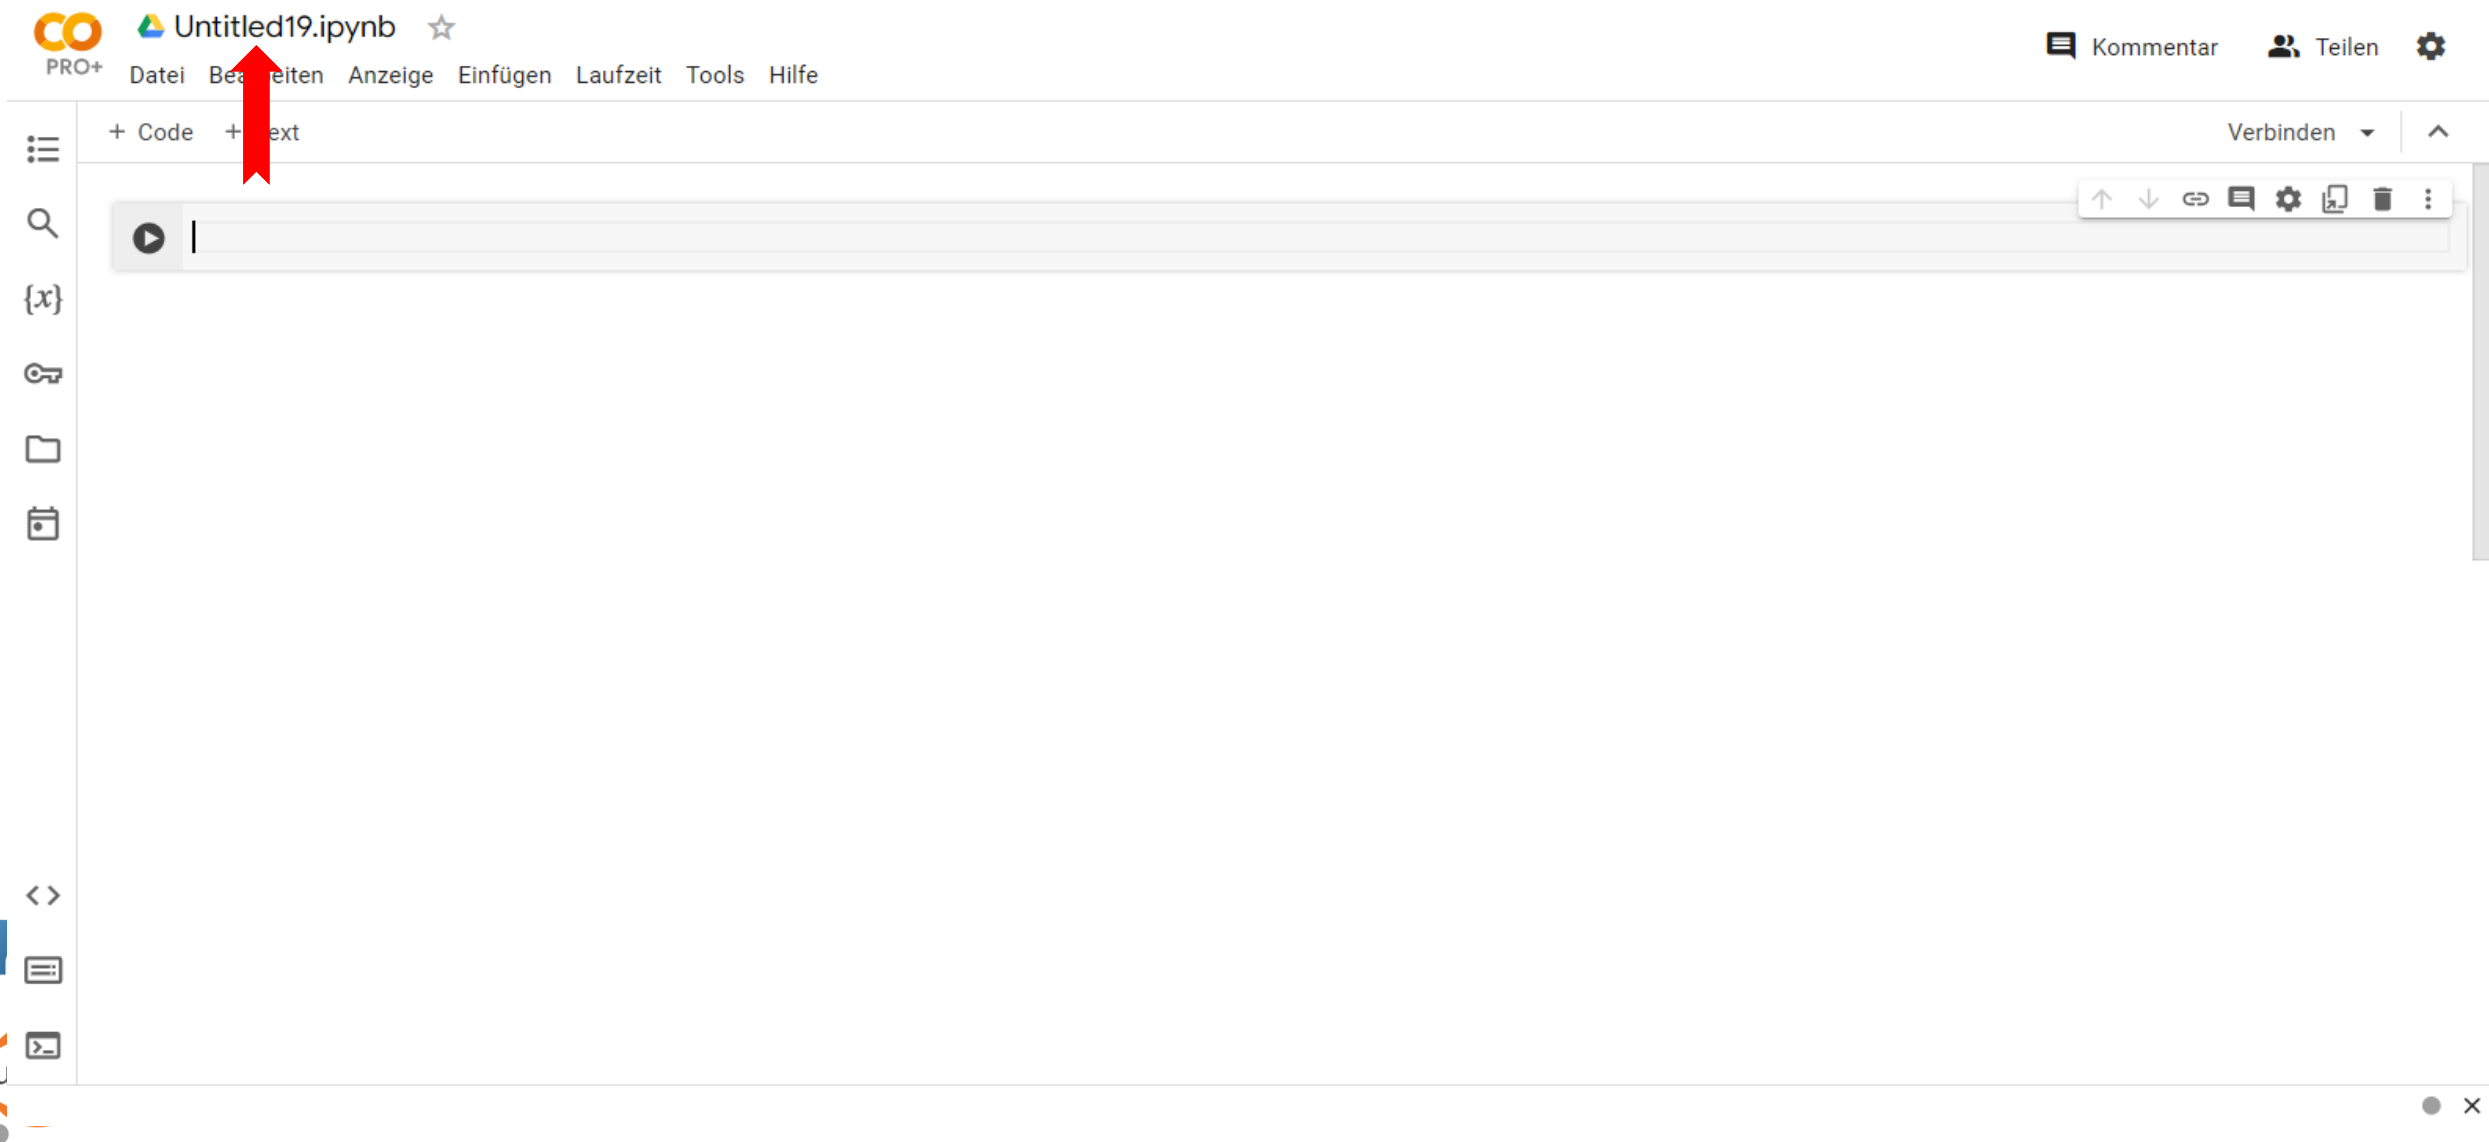 CO Untitled19.ipynb
PRO+
Datei Anzeige Einfügen Laufzeit Tools Hilfe
Kommentar Teilen
+ Code +
Verbinden
{x}